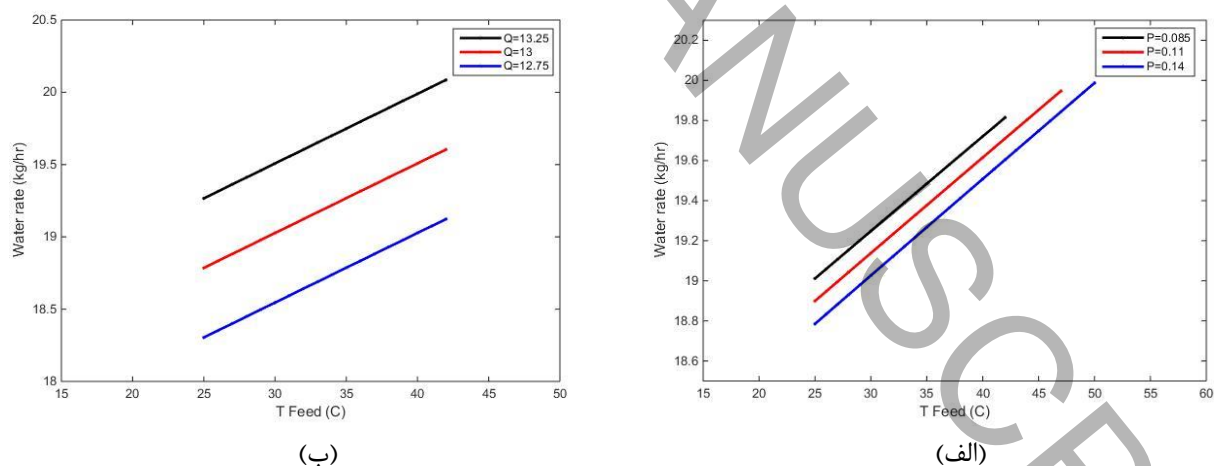 20.5
20
19.5
19
18.5
18
Water rate (kg/hr)
15 20 25 30 35 40 45 50
T Feed (C)
Q=13.25
Q=13
Q=12.75
(ب)
20.2
20
19.8
19.6
19.4
19.2
19
18.8
18.6
Water rate (kg/hr)
15 20 25 30 35 40 45 50 55 60
T Feed (C)
P=0.085
P=0.11
P=0.14
(الف)
ANUSCR